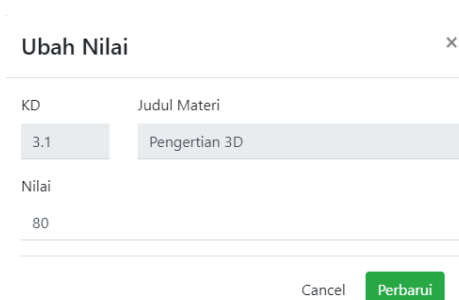 Ubah Nilai ×
KD Judul Materi
3.1 Pengertian 3D
Nilai
80
Cancel Perbarui